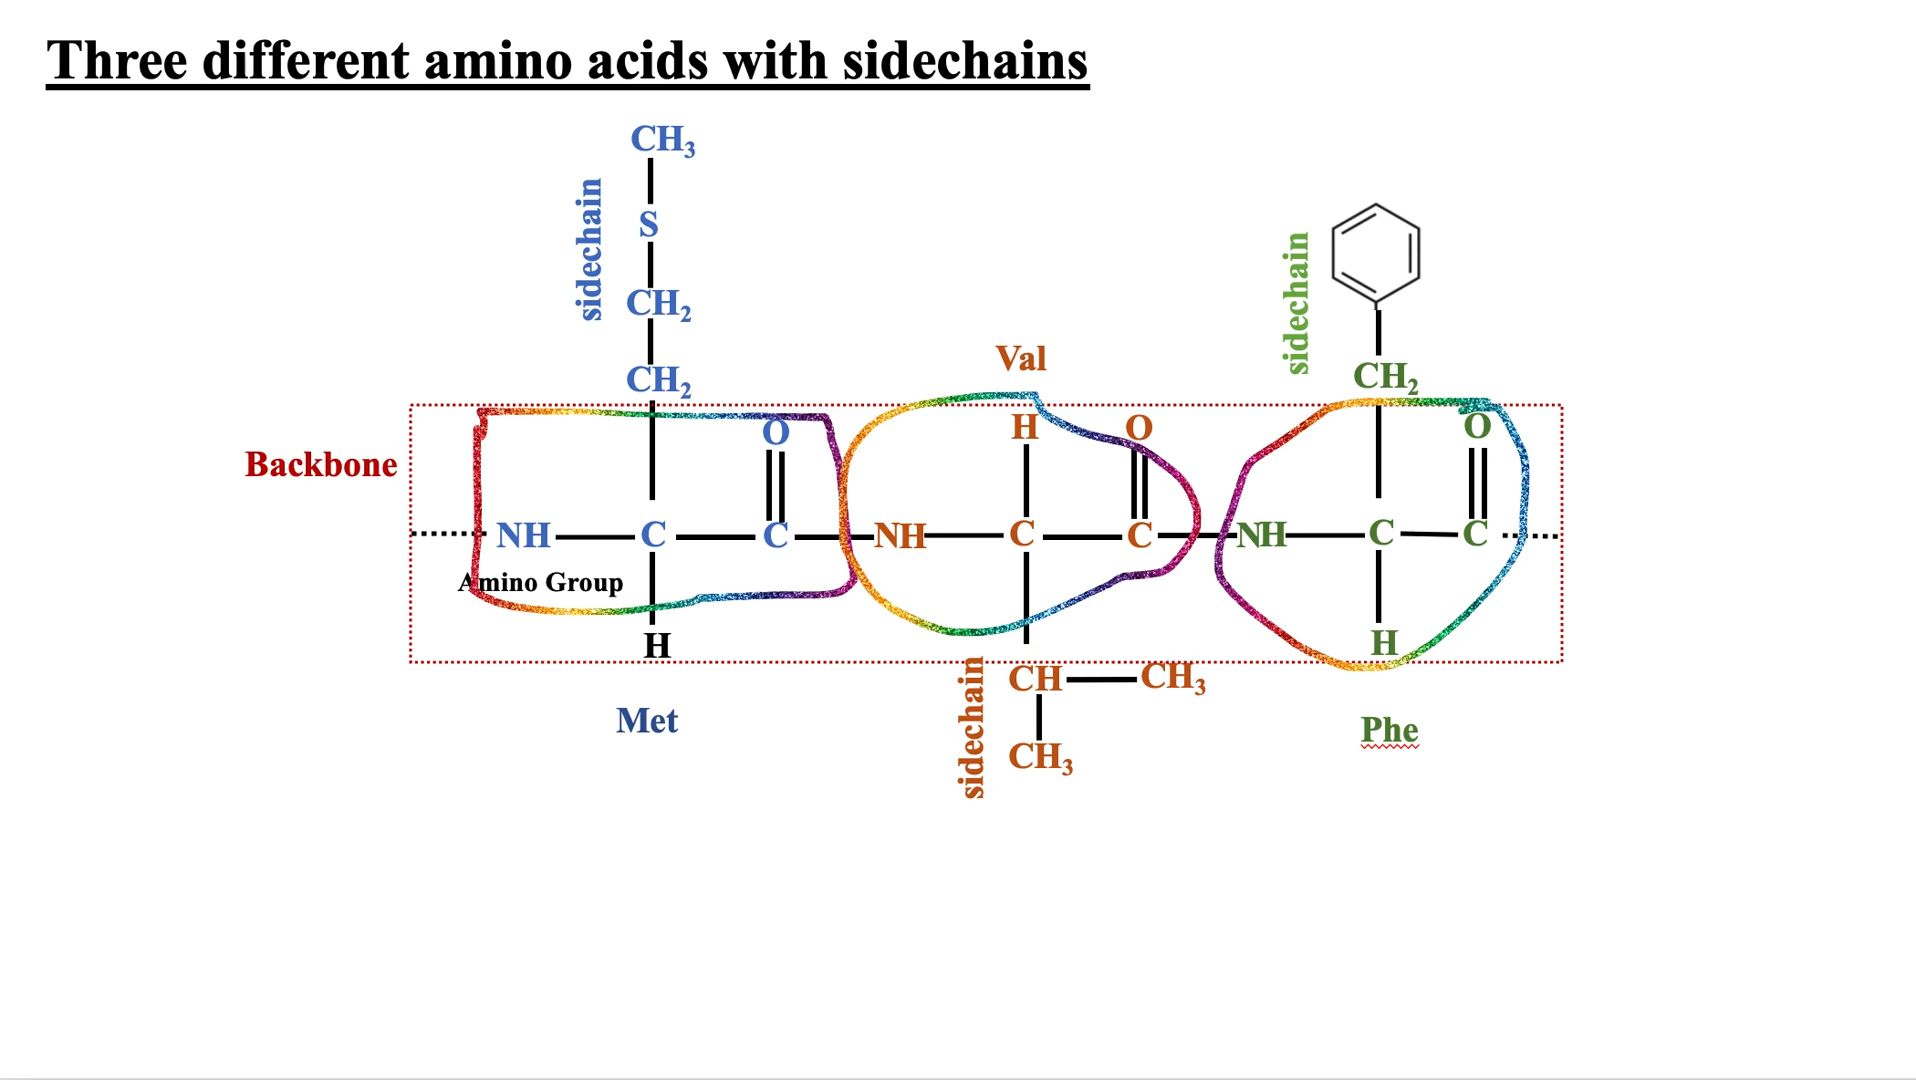 Three different amino acids with sidechains
CH3
sidechain
S
CH2
CH2
sidechain
CH2
Val
Backbone
O
H
O
O
NH C C NH C C NH C C
Amino Group
H
H
sidechain
CH CH3
CH3
Met
Phe